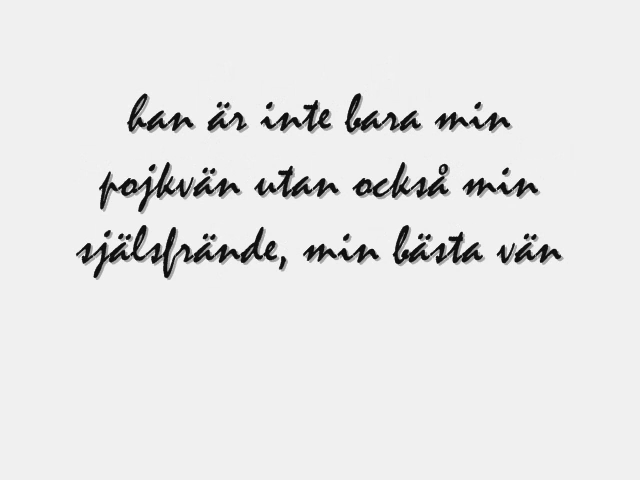 han är inte bara min
pojkvän utan också min
själsfrände, min bästa vän